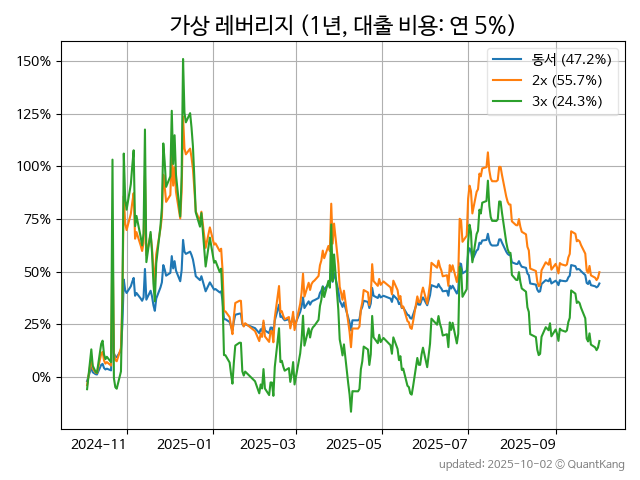 가상 레버리지 (1년, 대출 비용: 연 5%)
150%
125%
100%
75%
50%
25%
0%
동서 (47.2%)
2x (55.7%)
3x (24.3%)
2024-11
2025-01
2025-03
2025-05
2025-07
2025-09
updated: 2025-10-02 © QuantKang